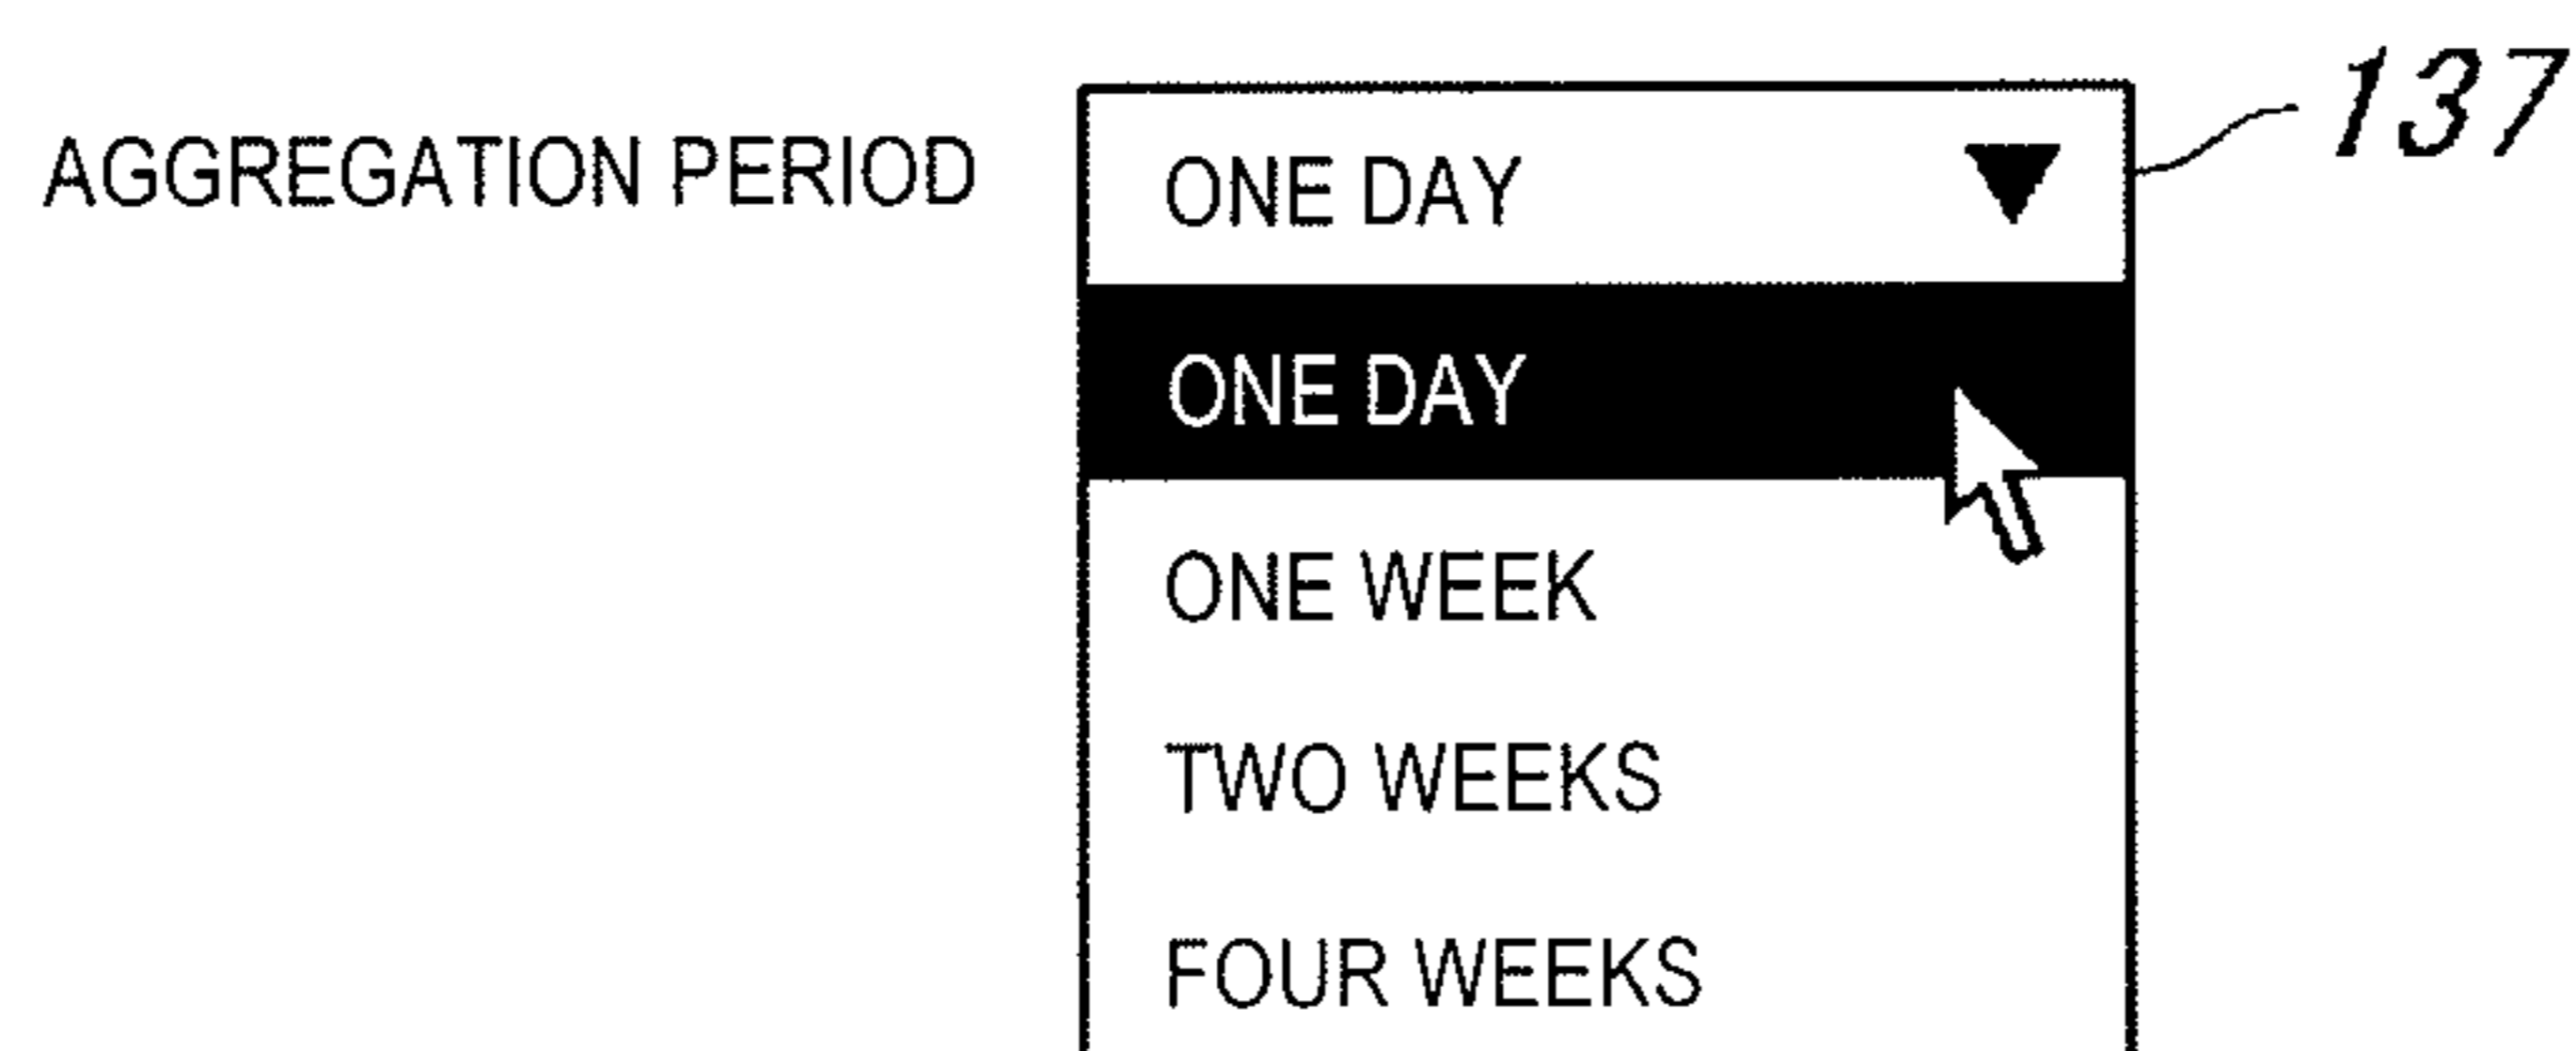 137
AGGREGATION PERIOD ONE DAY
ONE DAY
ONE WEEK
TWO WEEKS
FOUR WEEKS